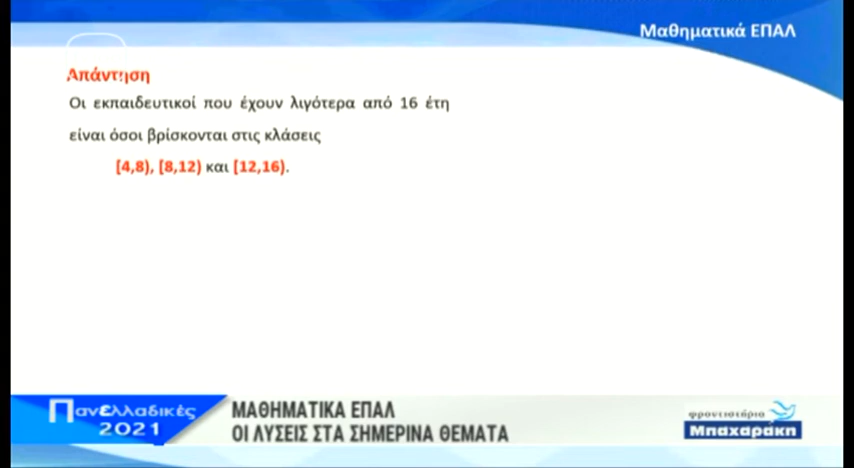 Μαθηματικά ΕΠΑΛ
Απάντηση
Οι εκπαιδευτικοί που έχουν λιγότερα από 16 έτη
είναι όσοι βρίσκονται στις κλάσεις
[4,8), [8,12) και [12,16).
Πανελλαδικές
2021
ΜΑΘΗΜΑΤΙΚΑ ΕΠΑΛ
ΟΙ ΛΥΣΕΙΣ ΣΤΑ ΣΗΜΕΡΙΝΑ ΘΕΜΑΤΑ
φροντιστήρια
Μπαχαράκη